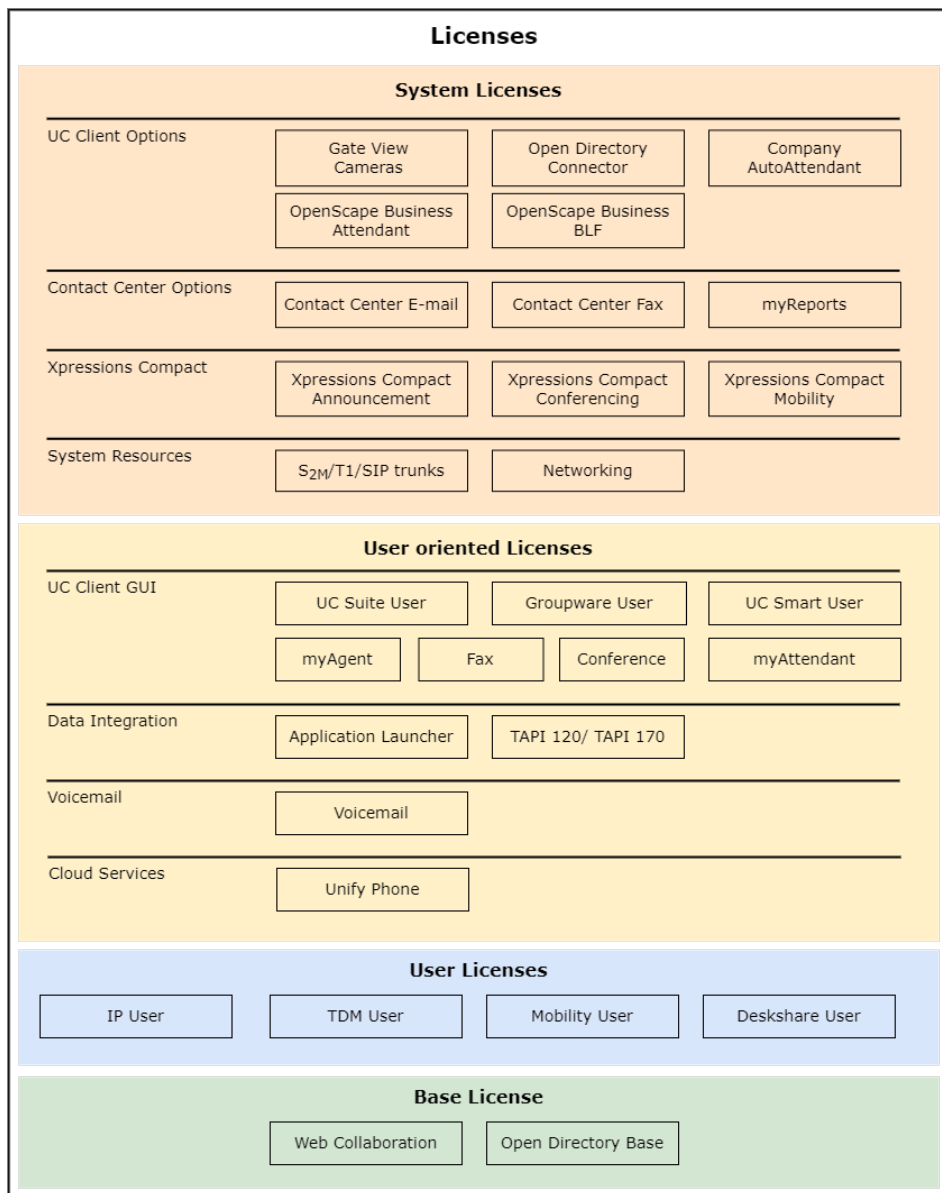 Licenses
System Licenses
UC Client Options
Gate View
Cameras
Open Directory
Connector
Company
AutoAttendant
OpenScape Business
Attendant
OpenScape Business
BLF
Contact Center Options
Contact Center E-mail
Contact Center Fax
myReports
Xpressions Compact
Xpressions Compact
Announcement
Xpressions Compact
Conferencing
Xpressions Compact
Mobility
System Resources
S2M/T1/SIP trunks
Networking
User oriented Licenses
UC Client GUI
UC Suite User
Groupware User
UC Smart User
myAgent
Fax
Conference
myAttendant
Data Integration
Application Launcher
TAPI 120/ TAPI 170
Voicemail
Voicemail
Cloud Services
Unify Phone
User Licenses
IP User
TDM User
Mobility User
Deskshare User
Base License
Web Collaboration
Open Directory Base